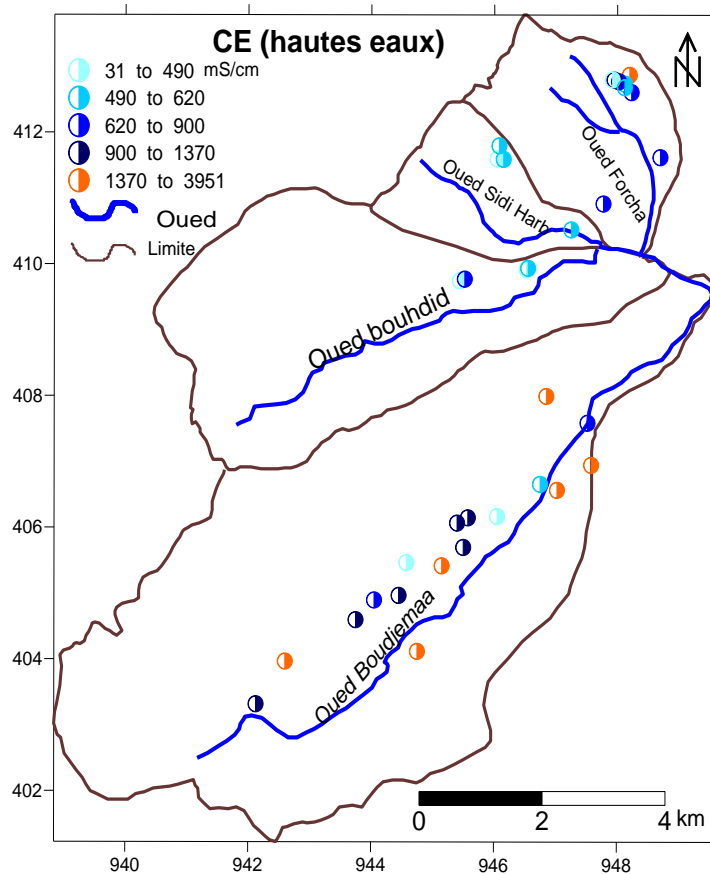 CE (hautes eaux)
31 to 490 mS/cm
490 to 620
620 to 900
900 to 1370
1370 to 3951
Oued
Limite
N
Oued Forcha
Oued Sidi Harb
Oued bouhdid
Oued Boudjemaa
412
410
408
406
404
402
940
942
944
946
948
0
2
4 km